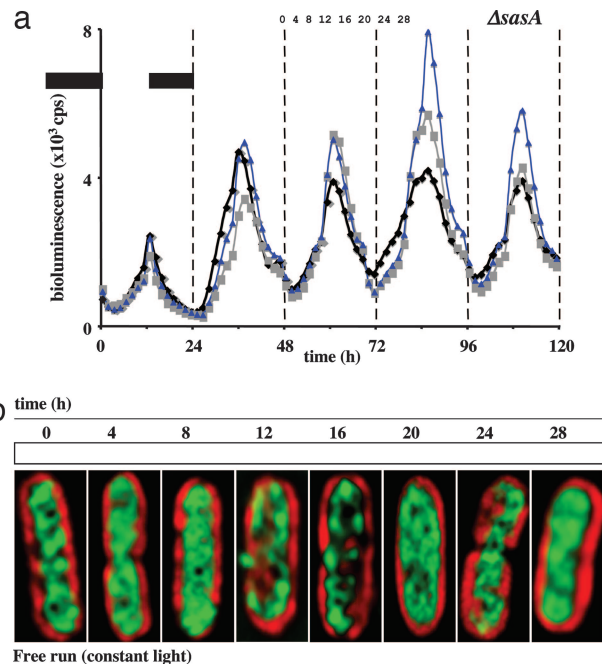 a
0 4 8 12 16 20 24 28
ΔsasA
8
4
0
bioluminescence (x10³ cps)
0 24 48 72 96 120
time (h)
time (h)
0 4 8 12 16 20 24 28
Free run (constant light)